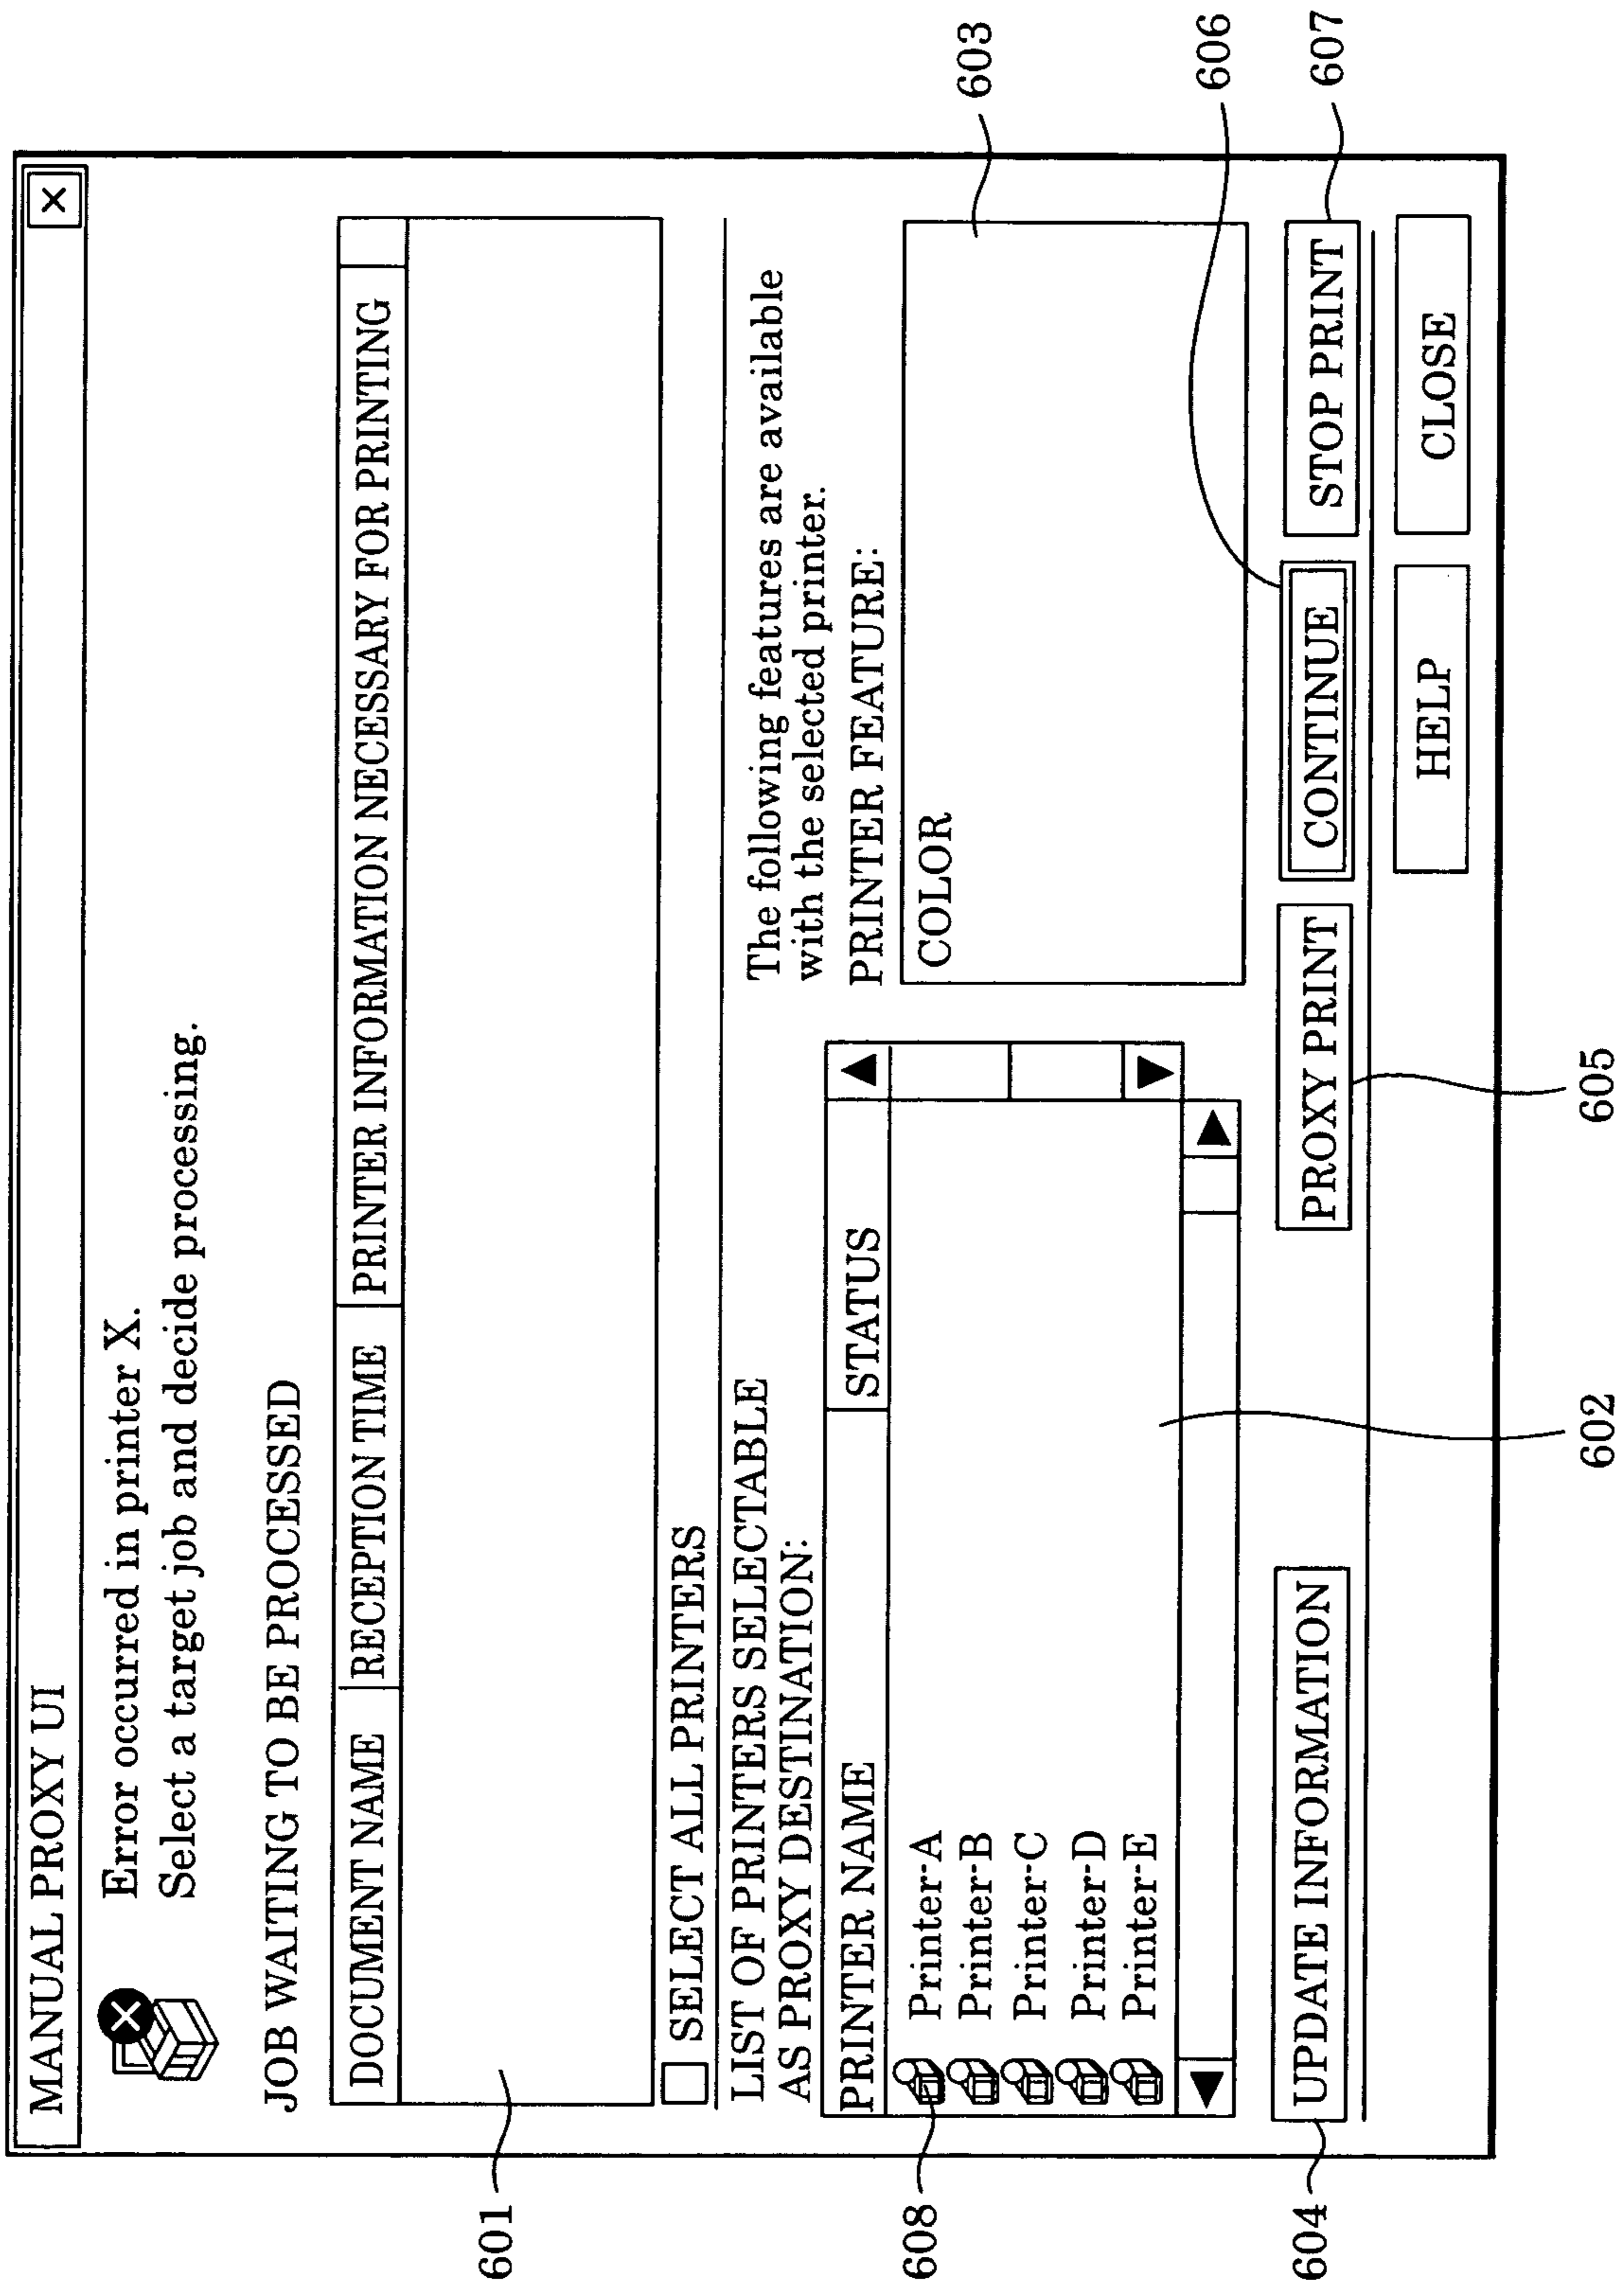 MANUAL PROXY UI
Error occurred in printer X.
Select a target job and decide processing.
JOB WAITING TO BE PROCESSED
DOCUMENT NAME
RECEPTION TIME
PRINTER INFORMATION NECESSARY FOR PRINTING
601
SELECT ALL PRINTERS
LIST OF PRINTERS SELECTABLE
AS PROXY DESTINATION:
PRINTER NAME
STATUS
Printer-A
Printer-B
Printer-C
Printer-D
Printer-E
608
602
The following features are available
with the selected printer.
PRINTER FEATURE:
COLOR
603
UPDATE INFORMATION
PROXY PRINT
CONTINUE
STOP PRINT
604
605
606
607
HELP
CLOSE